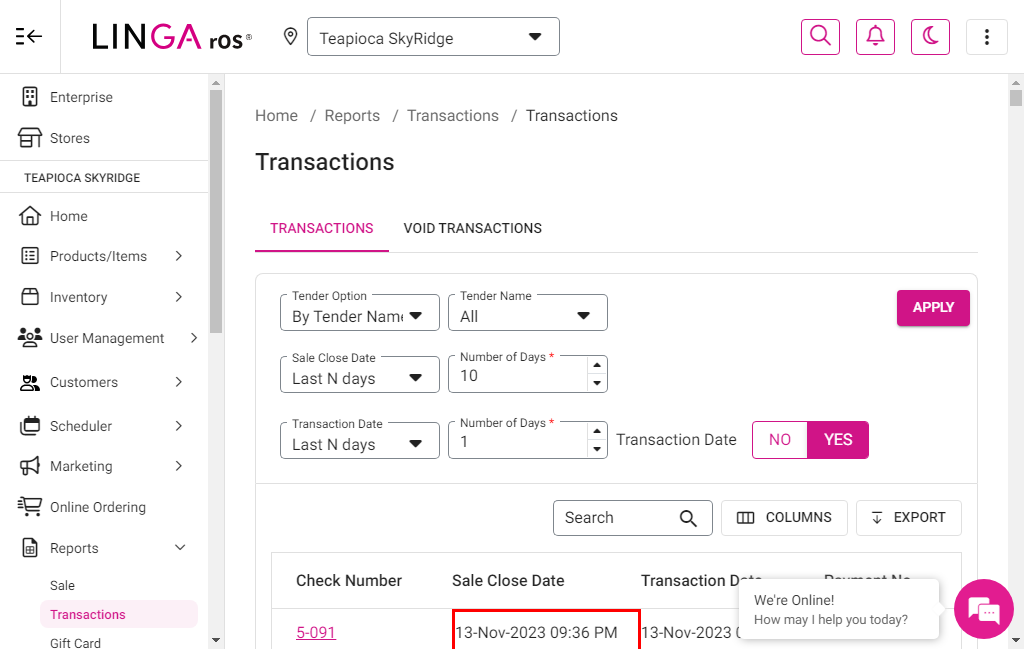 LINGA ros®
Teapioca SkyRidge
Enterprise
Stores
TEAPIOCA SKYRIDGE
Home
Products/Items
Inventory
User Management
Customers
Scheduler
Marketing
Online Ordering
Reports
Sale
Transactions
Gift Card
Home / Reports / Transactions / Transactions
Transactions
TRANSACTIONS VOID TRANSACTIONS
Tender Option Tender Name
By Tender Name All APPLY
Sale Close Date Number of Days *
Last N days 10
Transaction Date Number of Days *
Last N days 1 Transaction Date NO YES
Search COLUMNS EXPORT
Check Number Sale Close Date Transaction Date Payment No
5-091 13-Nov-2023 09:36 PM 13-Nov-2023
We're Online!
How may I help you today?